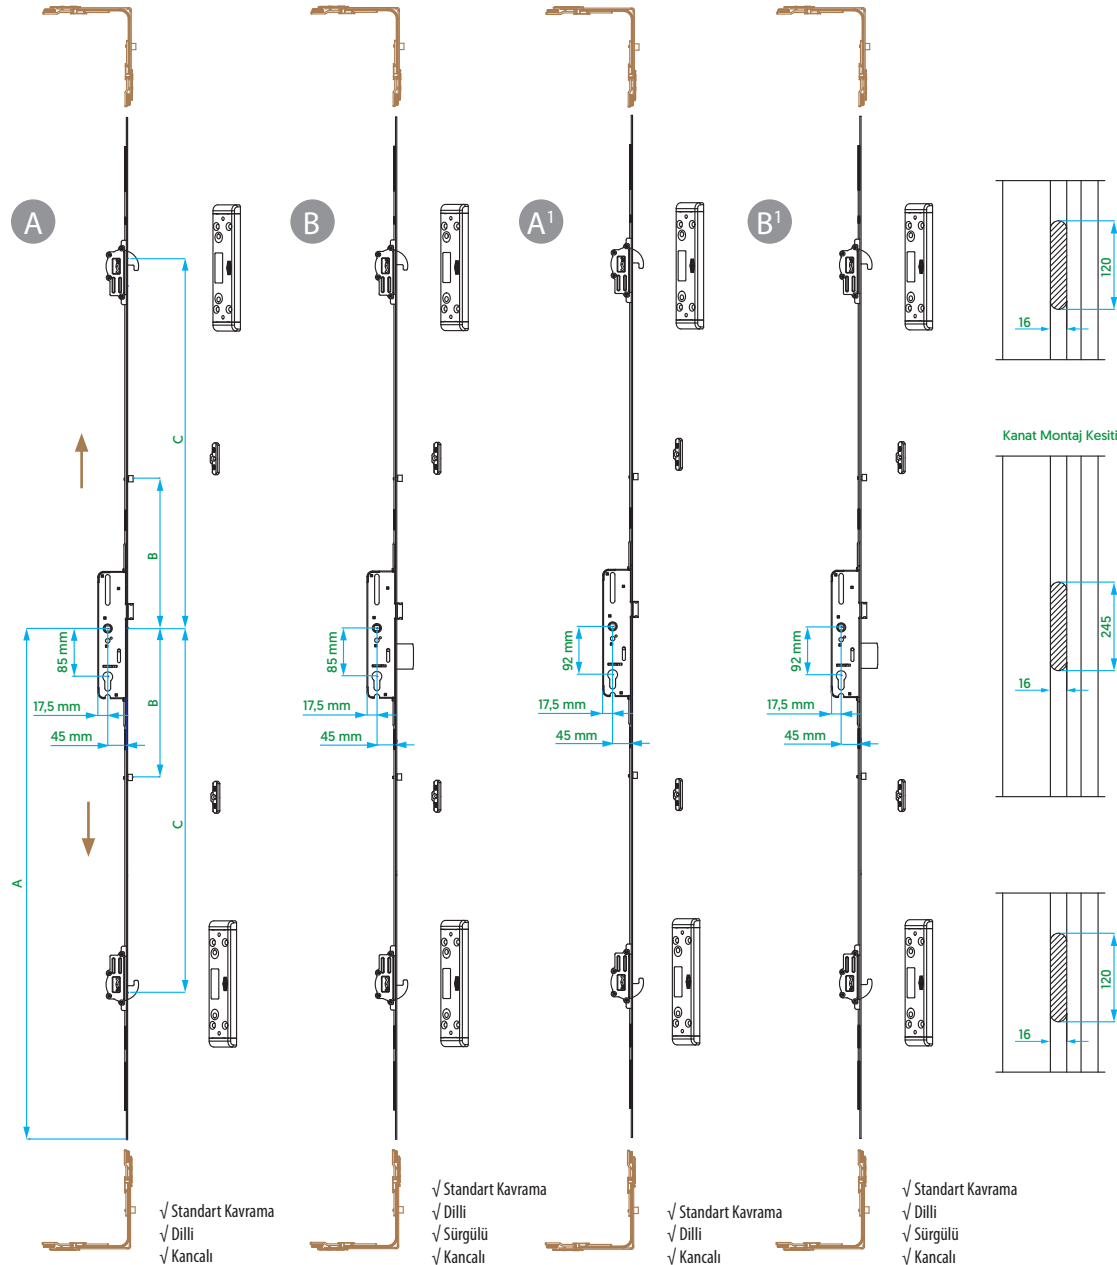 A
B
A¹
B¹
120
16
C
Kanat Montaj Kesiti
B
85 mm
85 mm
92 mm
92 mm
245
16
B
17,5 mm
17,5 mm
17,5 mm
17,5 mm
45 mm
45 mm
45 mm
45 mm
C
A
120
16
√ Standart Kavrama
√ Dilli
√ Kancalı
√ Standart Kavrama
√ Dilli
√ Sürgülü
√ Kancalı
√ Standart Kavrama
√ Dilli
√ Kancalı
√ Standart Kavrama
√ Dilli
√ Sürgülü
√ Kancalı